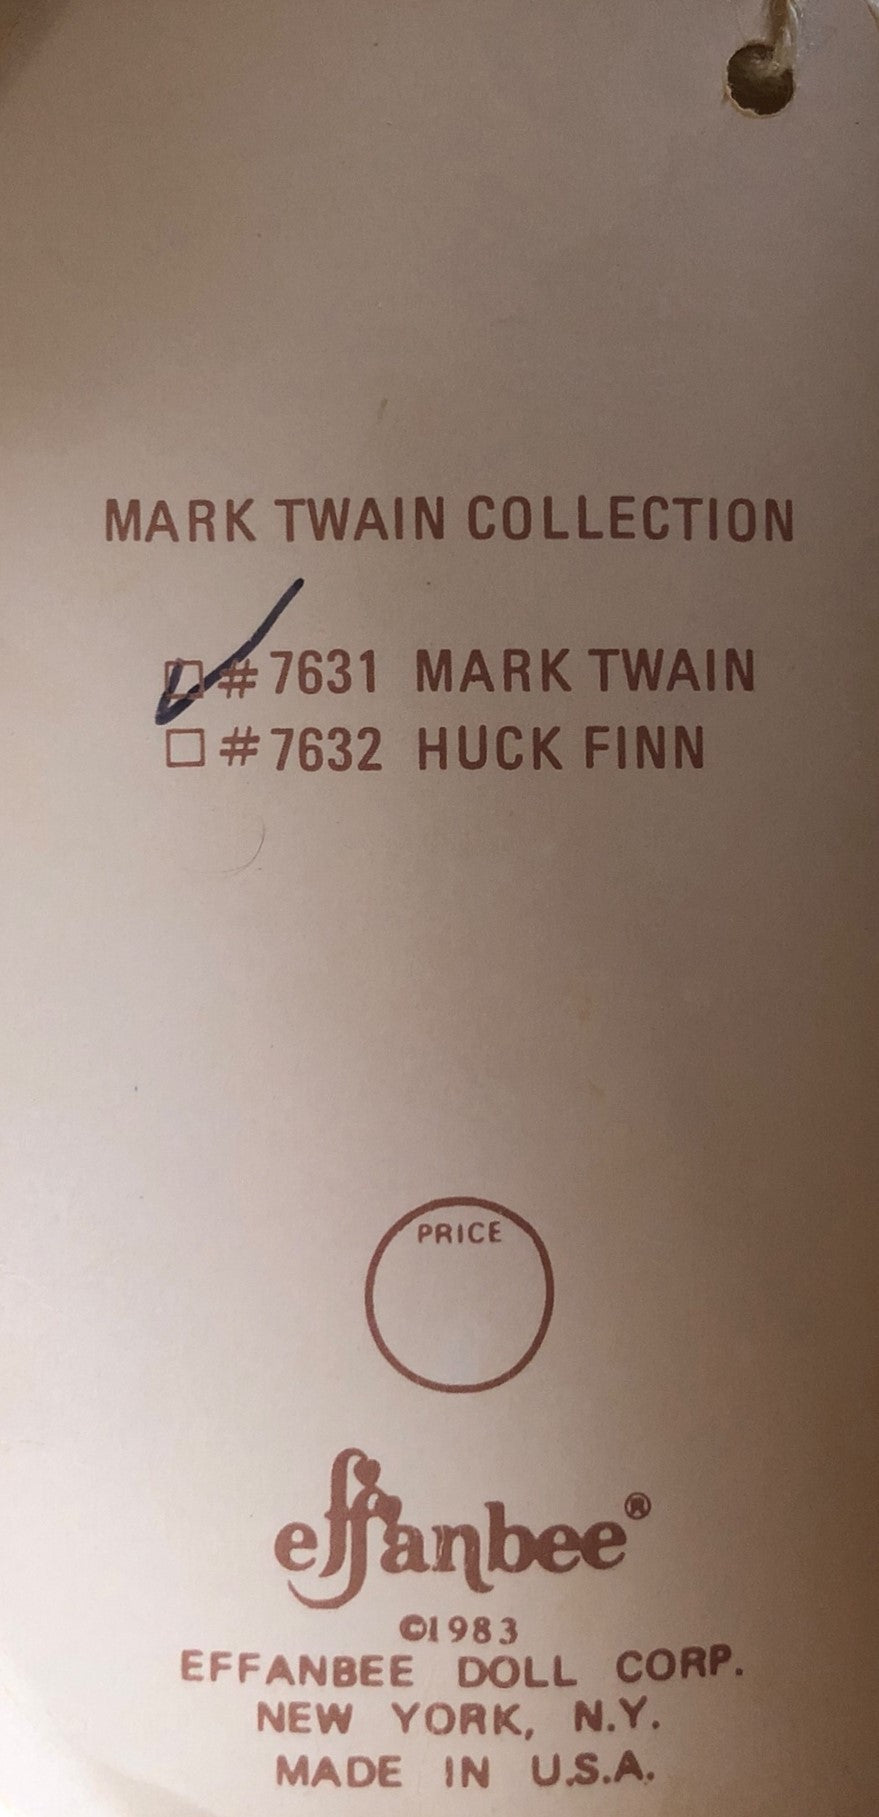 MARK TWAIN COLLECTION
#7631 MARK TWAIN
#7632 HUCK FINN
PRICE
effanbee®
©1983
EFFANBEE DOLL CORP.
NEW YORK, N.Y.
MADE IN U.S.A.